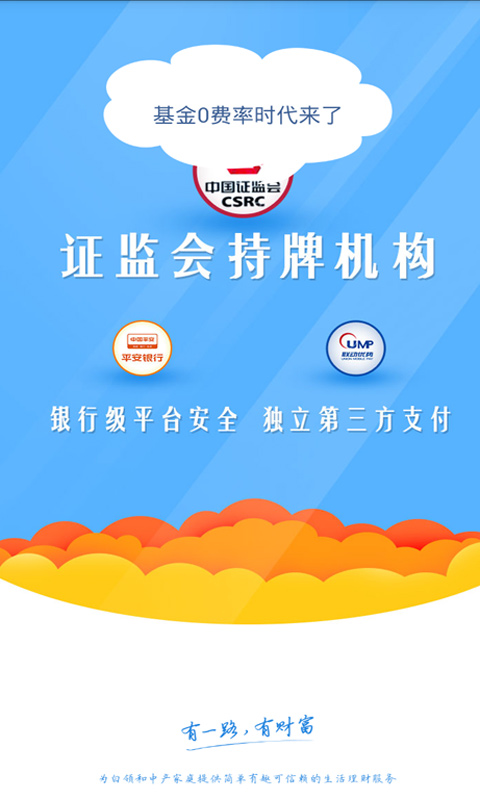 基金0费率时代来了
中国证监会
CSRC
证监会持牌机构
中国平安
平安银行
UMP
联动优势
银行级平台安全 独立第三方支付
有一路，有财富
为白领和中产家庭提供简单有趣可信赖的生活理财服务